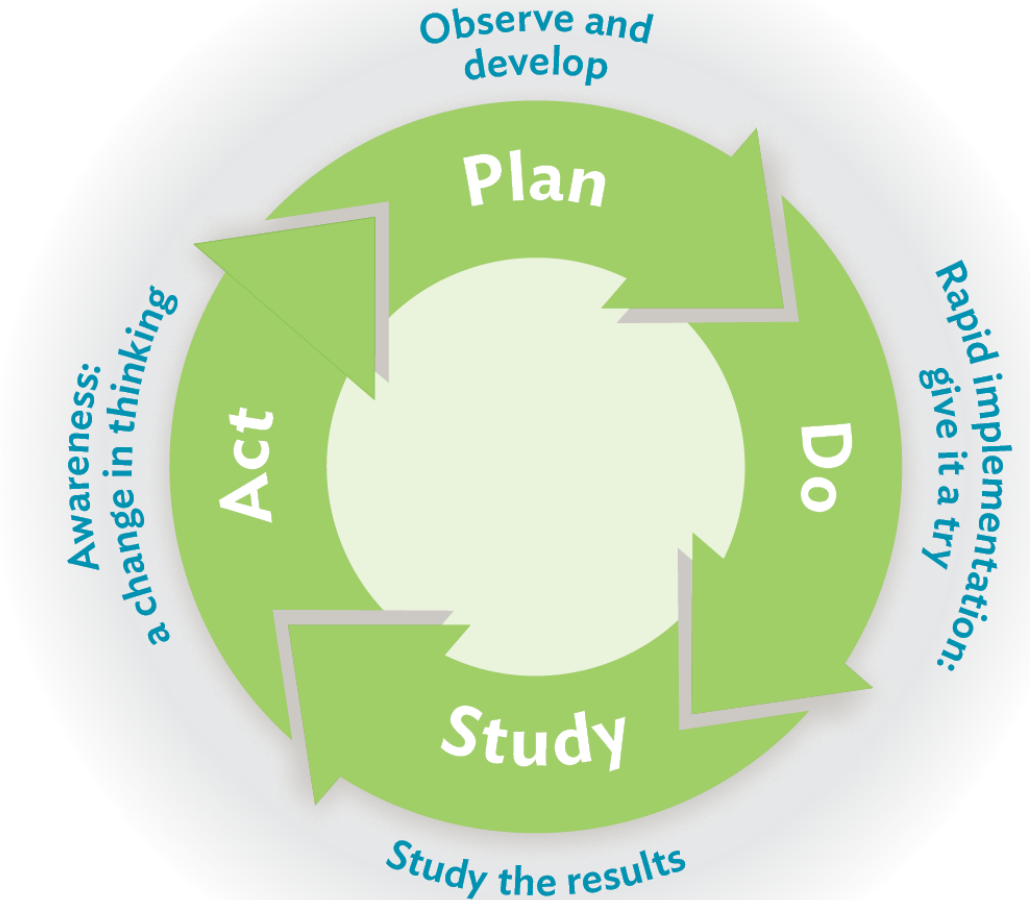 Observe and
develop
Plan
Rapid implementation:
give it a try
Do
Study
Study the results
Awareness:
a change in thinking
Act